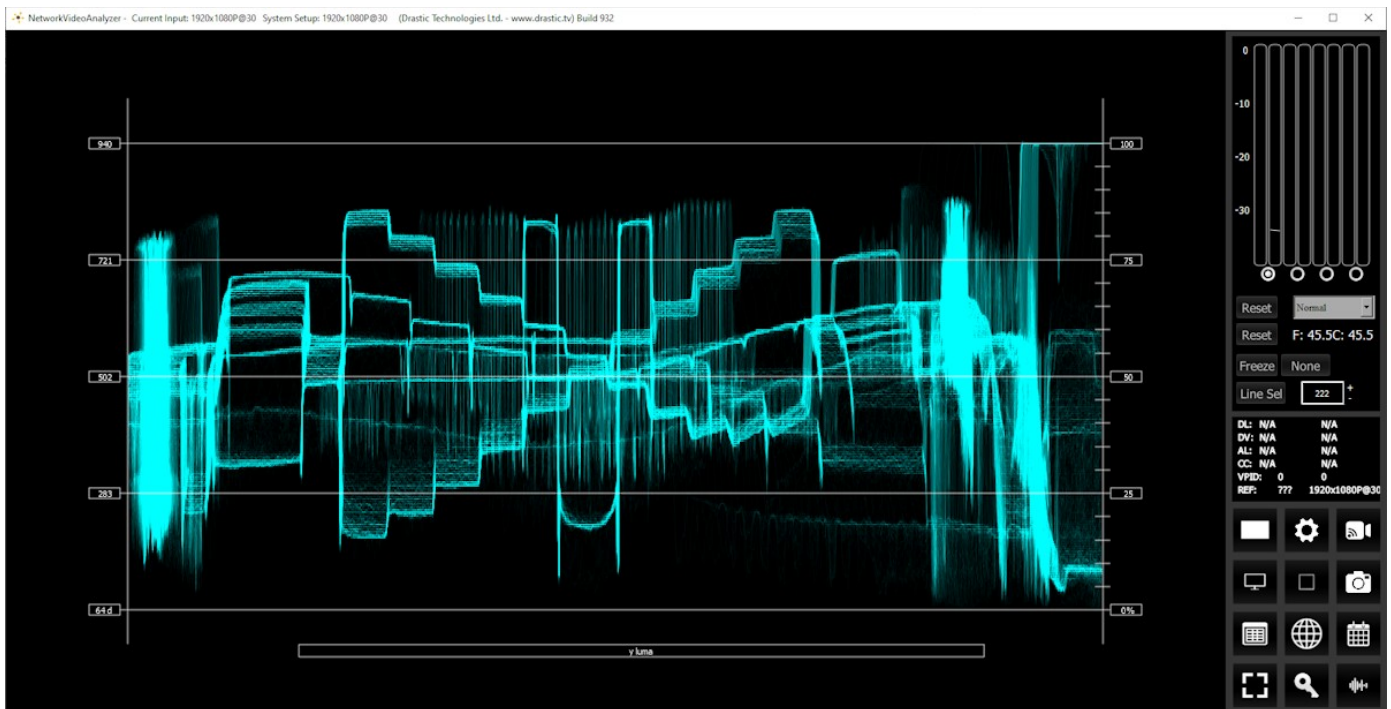 NetworkVideoAnalyzer - Current Input: 1920x1080P@30 System Setup: 1920x1080P@30 (Drastic Technologies Ltd. - www.drastic.tv) Build 932
940
721
502
283
64 d
100
75
50
25
0%
y luma
0
-10
-20
-30
Reset Normal
Reset F: 45.5C: 45.5
Freeze None
Line Sel 222 + -
DL: N/A N/A
DV: N/A N/A
AL: N/A N/A
CC: N/A N/A
VPID: 0 0
REF: ??? 1920x1080P@30